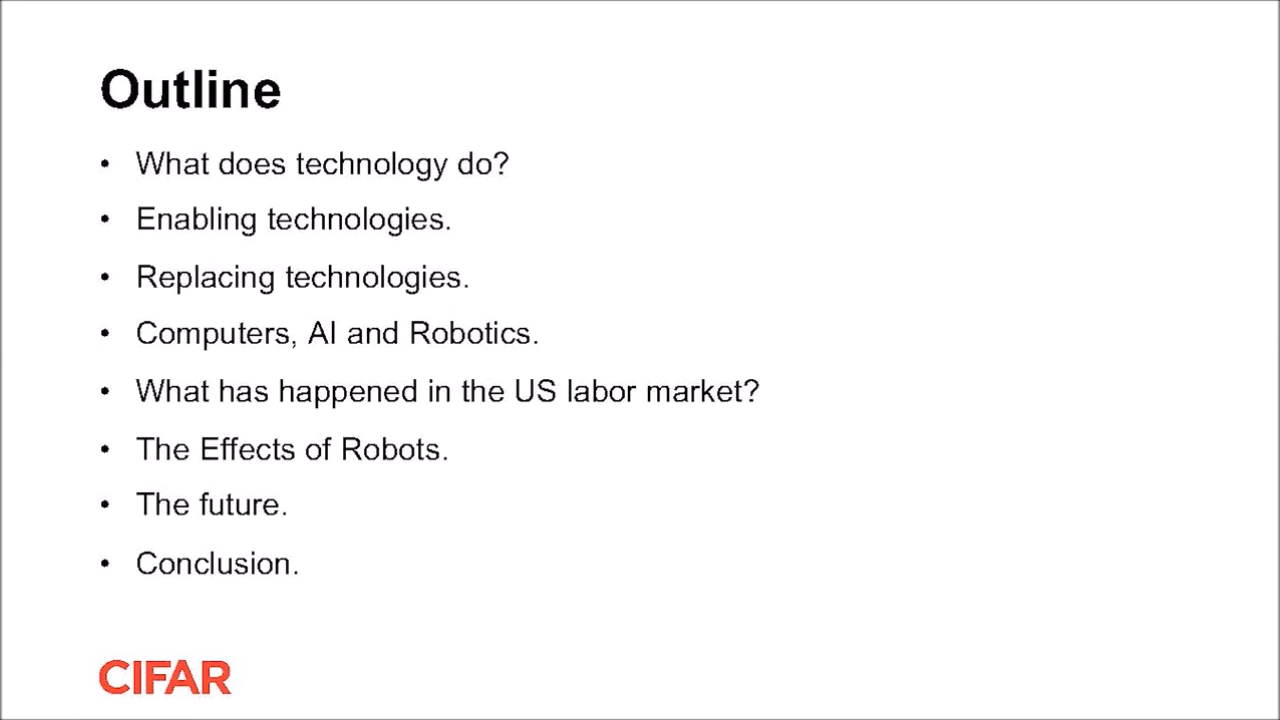 Outline
• What does technology do?
• Enabling technologies.
• Replacing technologies.
• Computers, AI and Robotics.
• What has happened in the US labor market?
• The Effects of Robots.
• The future.
• Conclusion.
CIFAR